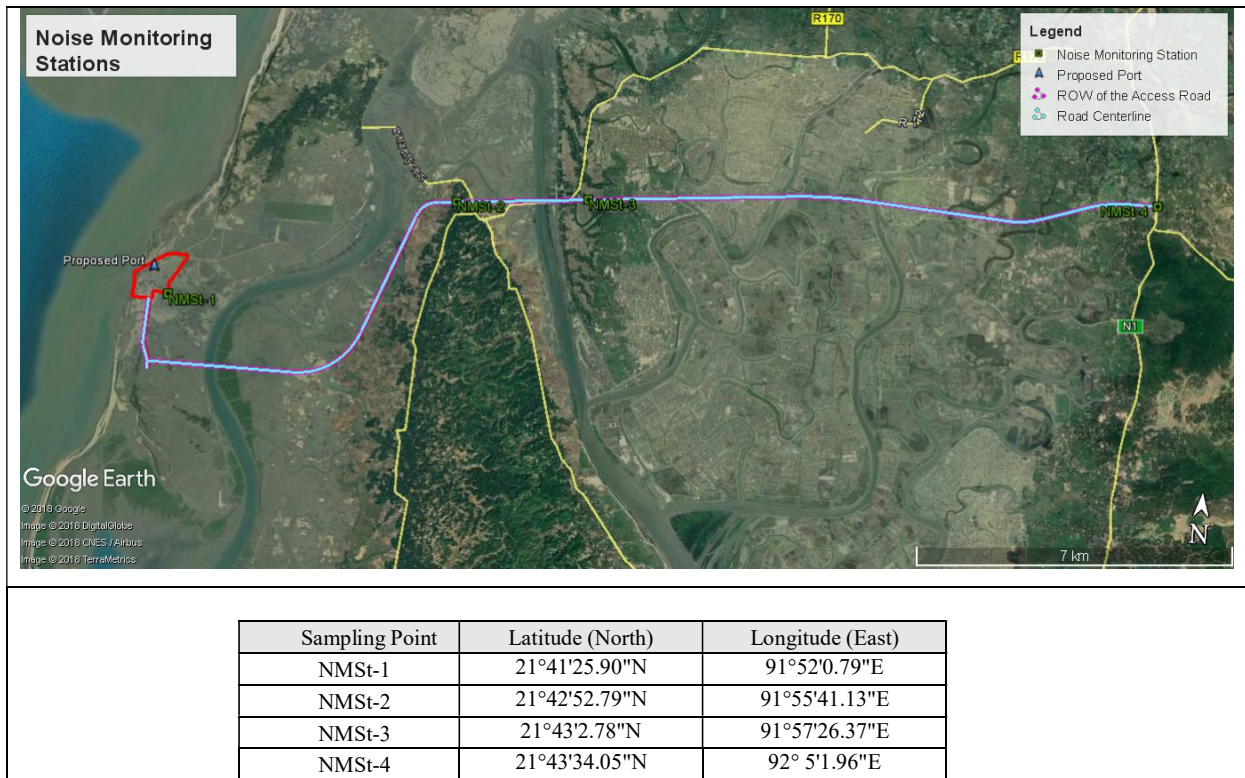 Noise Monitoring
Stations
R170
Legend
Noise Monitoring Station
Proposed Port
ROW of the Access Road
Road Centerline
R 172
NMSt-2
NMSt-3
NMSt-4
Proposed Port
NMSt-1
N1
Google Earth
© 2018 Google
Image © 2018 DigitalGlobe
Image © 2018 CNES / Airbus
Image © 2018 TerraMetrics
N
7 km
Sampling Point Latitude (North) Longitude (East)
NMSt-1 21°41'25.90"N 91°52'0.79"E
NMSt-2 21°42'52.79"N 91°55'41.13"E
NMSt-3 21°43'2.78"N 91°57'26.37"E
NMSt-4 21°43'34.05"N 92° 5'1.96"E